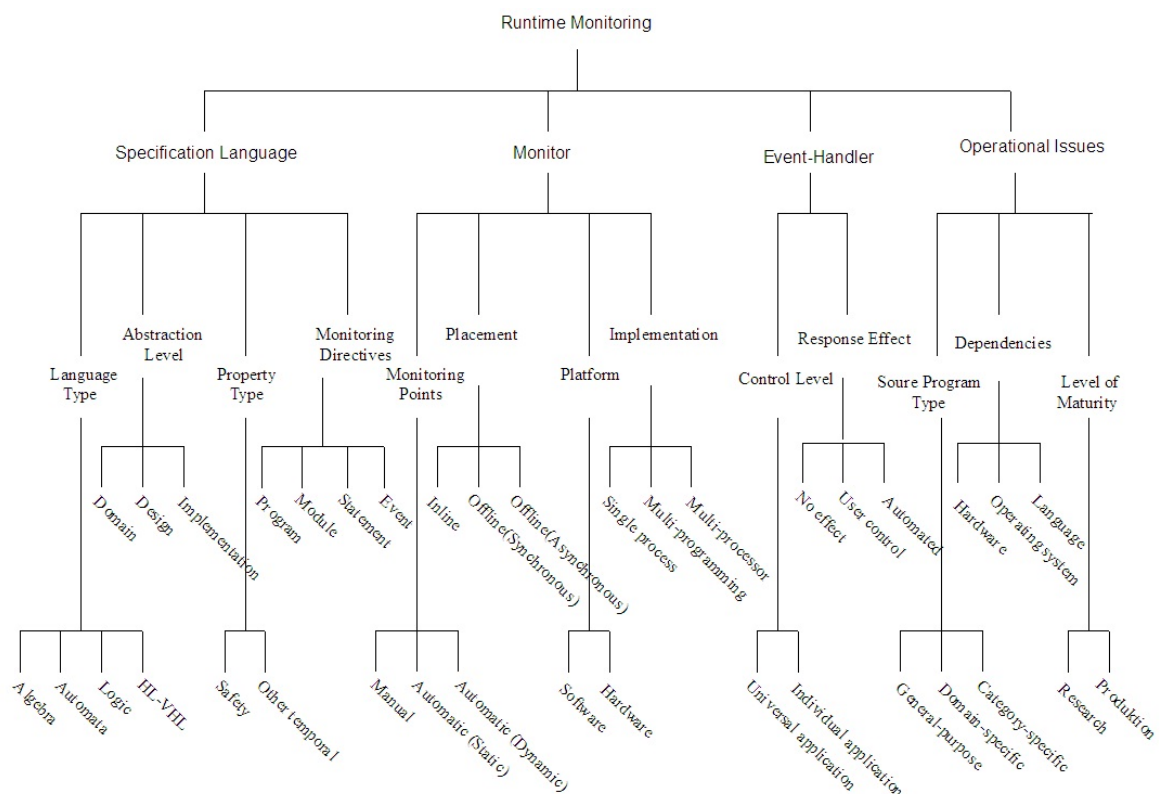 Runtime Monitoring
Specification Language
Monitor
Event-Handler
Operational Issues
Abstraction
Level
Monitoring
Directives
Placement
Implementation
Response Effect
Dependencies
Language
Type
Property
Type
Monitoring
Points
Platform
Control Level
Soure Program
Type
Level of
Maturity
Domain
Design
Implementation
Program
Module
Statement
Event
Inline
Offline(Synchronous)
Offline(Asynchronous)
Single process
Multi-programming
Multi-processor
No effect
User control
Automated
Hardware
Operating system
Language
Algebra
Automata
Logic
HL-VHL
Safety
Other temporal
Manual
Automatic (Static)
Automatic (Dynamic)
Software
Hardware
Universal application
Individual application
General-purpose
Domain-specific
Category-specific
Research
Produktion